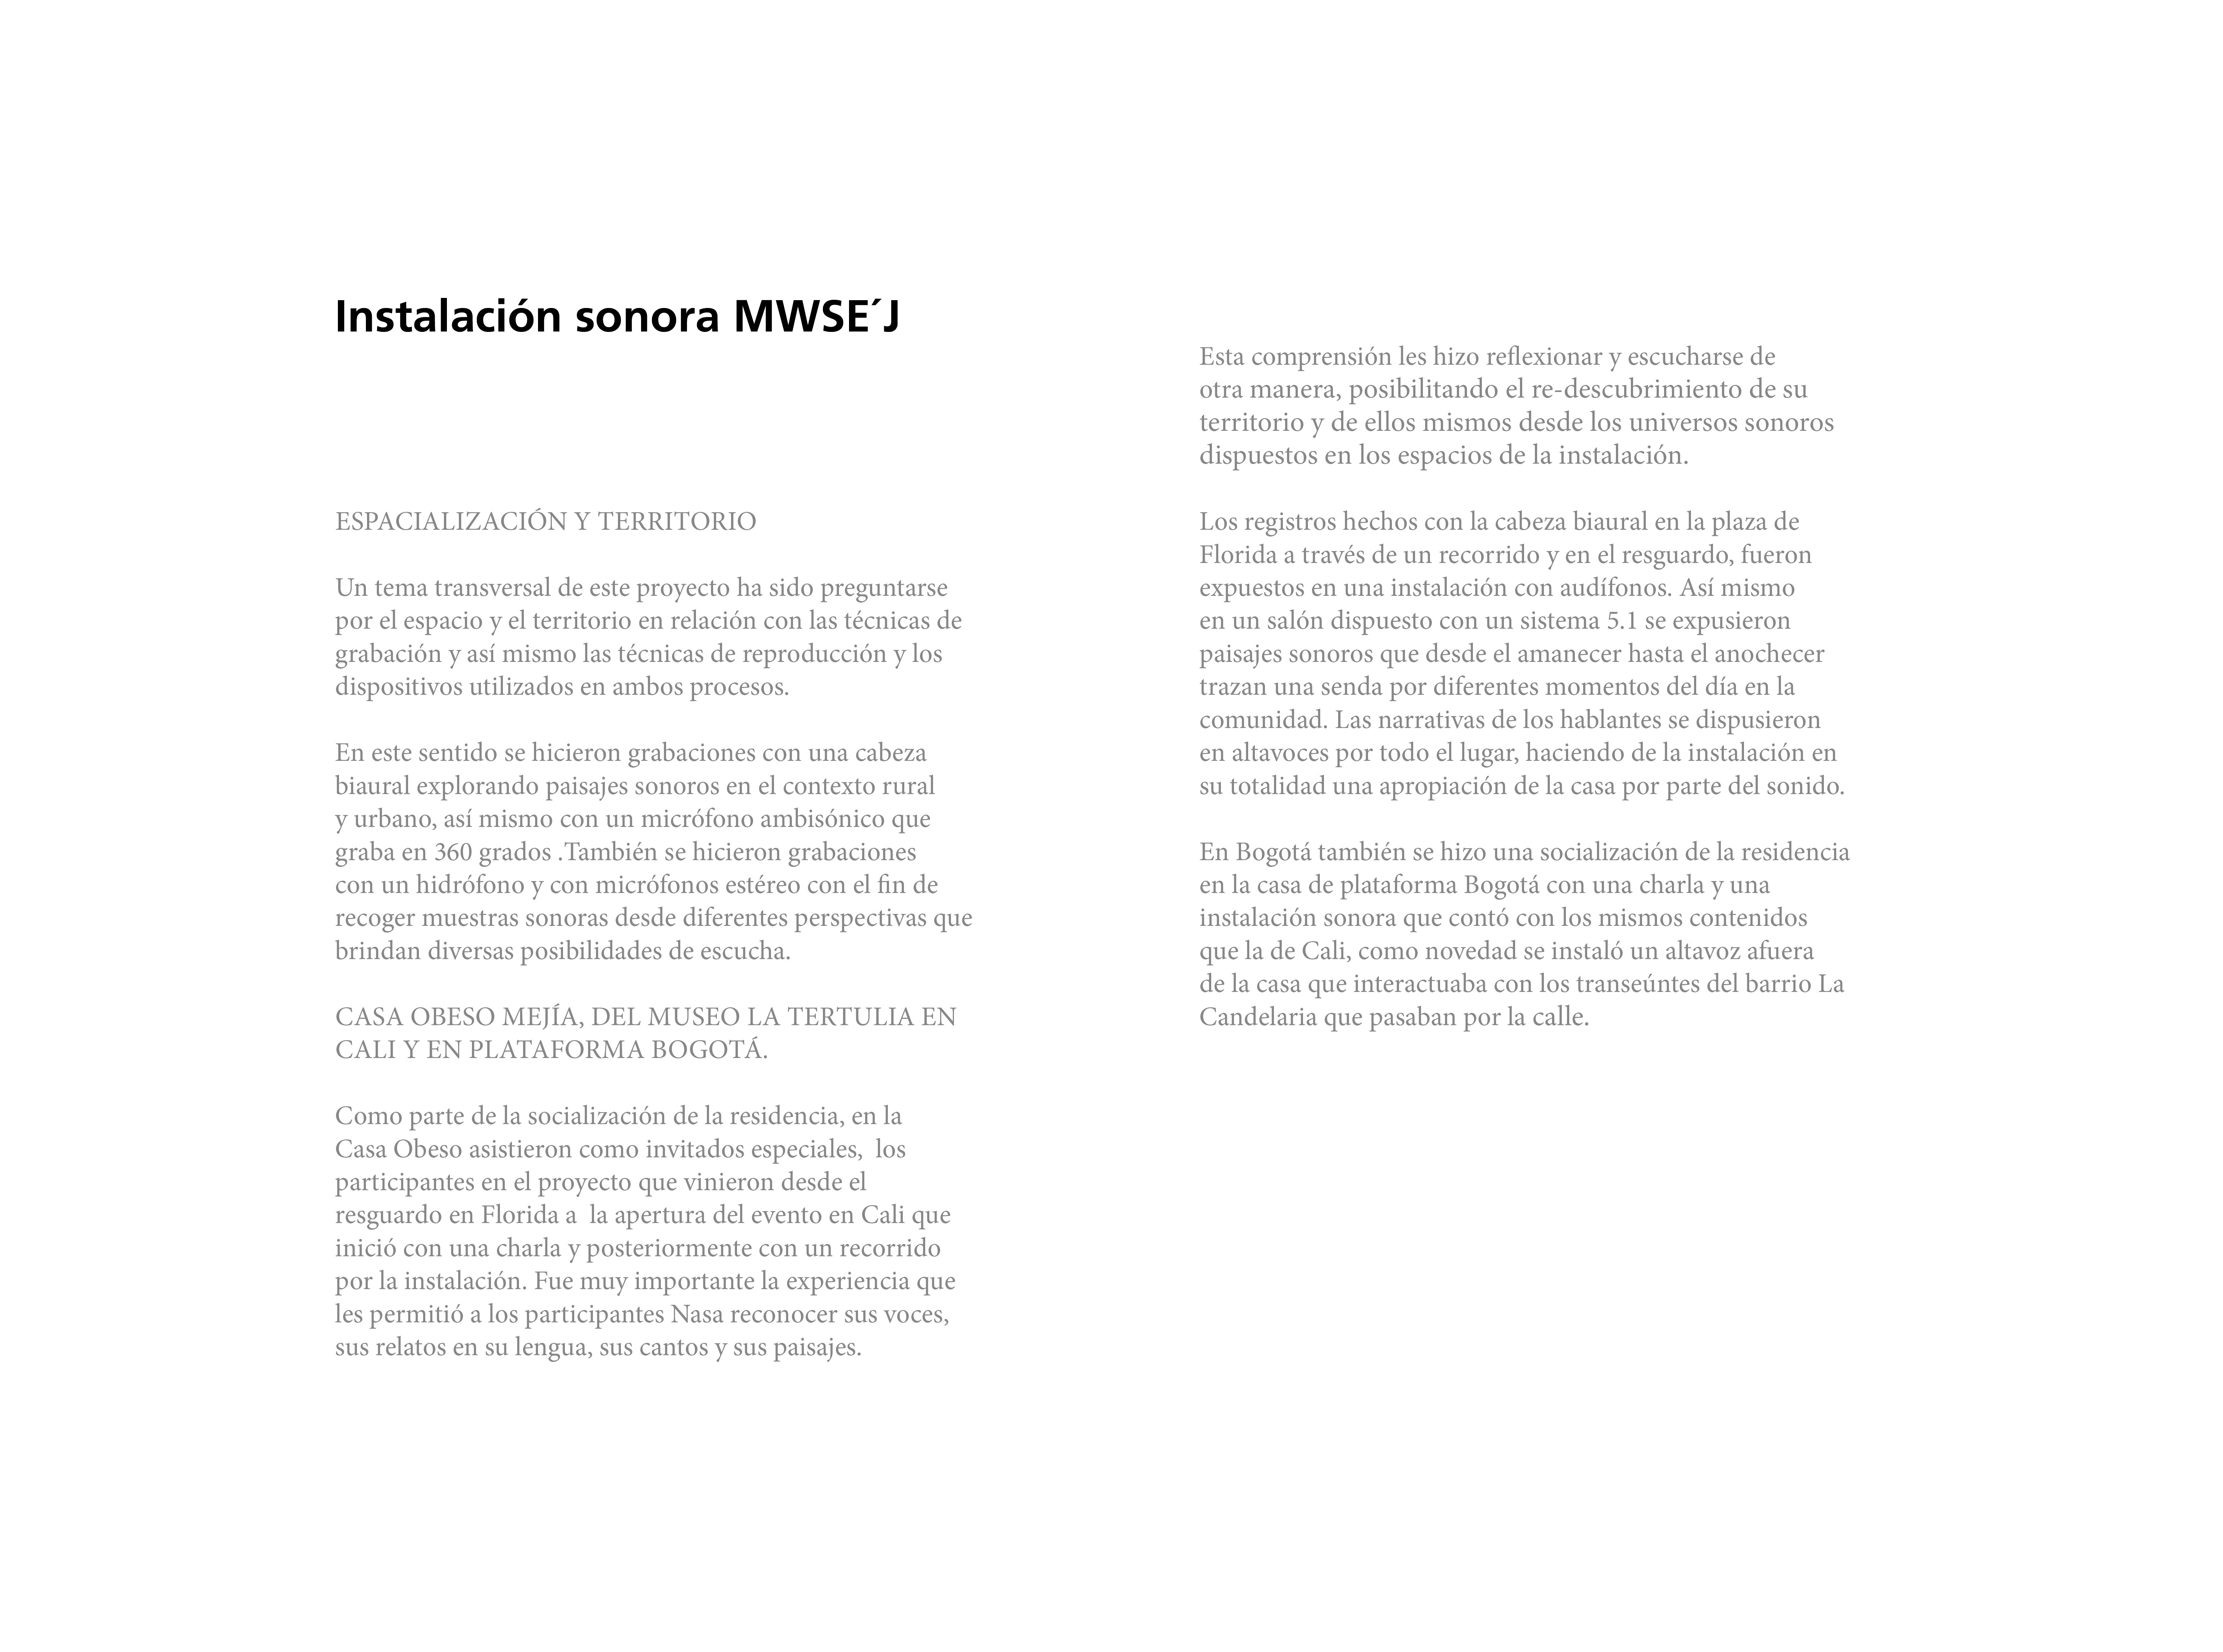 Instalación sonora MWSE´J
ESPACIALIZACIÓN Y TERRITORIO
Un tema transversal de este proyecto ha sido preguntarse
por el espacio y el territorio en relación con las técnicas de
grabación y así mismo las técnicas de reproducción y los
dispositivos utilizados en ambos procesos.
En este sentido se hicieron grabaciones con una cabeza
biaural explorando paisajes sonoros en el contexto rural
y urbano, así mismo con un micrófono ambisónico que
graba en 360 grados .También se hicieron grabaciones
con un hidrófono y con micrófonos estéreo con el fin de
recoger muestras sonoras desde diferentes perspectivas que
brindan diversas posibilidades de escucha.
CASA OBESO MEJÍA, DEL MUSEO LA TERTULIA EN
CALI Y EN PLATAFORMA BOGOTÁ.
Como parte de la socialización de la residencia, en la
Casa Obeso asistieron como invitados especiales,  los
participantes en el proyecto que vinieron desde el
resguardo en Florida a  la apertura del evento en Cali que
inició con una charla y posteriormente con un recorrido
por la instalación. Fue muy importante la experiencia que
les permitió a los participantes Nasa reconocer sus voces,
sus relatos en su lengua, sus cantos y sus paisajes.
Esta comprensión les hizo reflexionar y escucharse de
otra manera, posibilitando el re-descubrimiento de su
territorio y de ellos mismos desde los universos sonoros
dispuestos en los espacios de la instalación.
Los registros hechos con la cabeza biaural en la plaza de
Florida a través de un recorrido y en el resguardo, fueron
expuestos en una instalación con audífonos. Así mismo
en un salón dispuesto con un sistema 5.1 se expusieron
paisajes sonoros que desde el amanecer hasta el anochecer
trazan una senda por diferentes momentos del día en la
comunidad. Las narrativas de los hablantes se dispusieron
en altavoces por todo el lugar, haciendo de la instalación en
su totalidad una apropiación de la casa por parte del sonido.
En Bogotá también se hizo una socialización de la residencia
en la casa de plataforma Bogotá con una charla y una
instalación sonora que contó con los mismos contenidos
que la de Cali, como novedad se instaló un altavoz afuera
de la casa que interactuaba con los transeúntes del barrio La
Candelaria que pasaban por la calle.